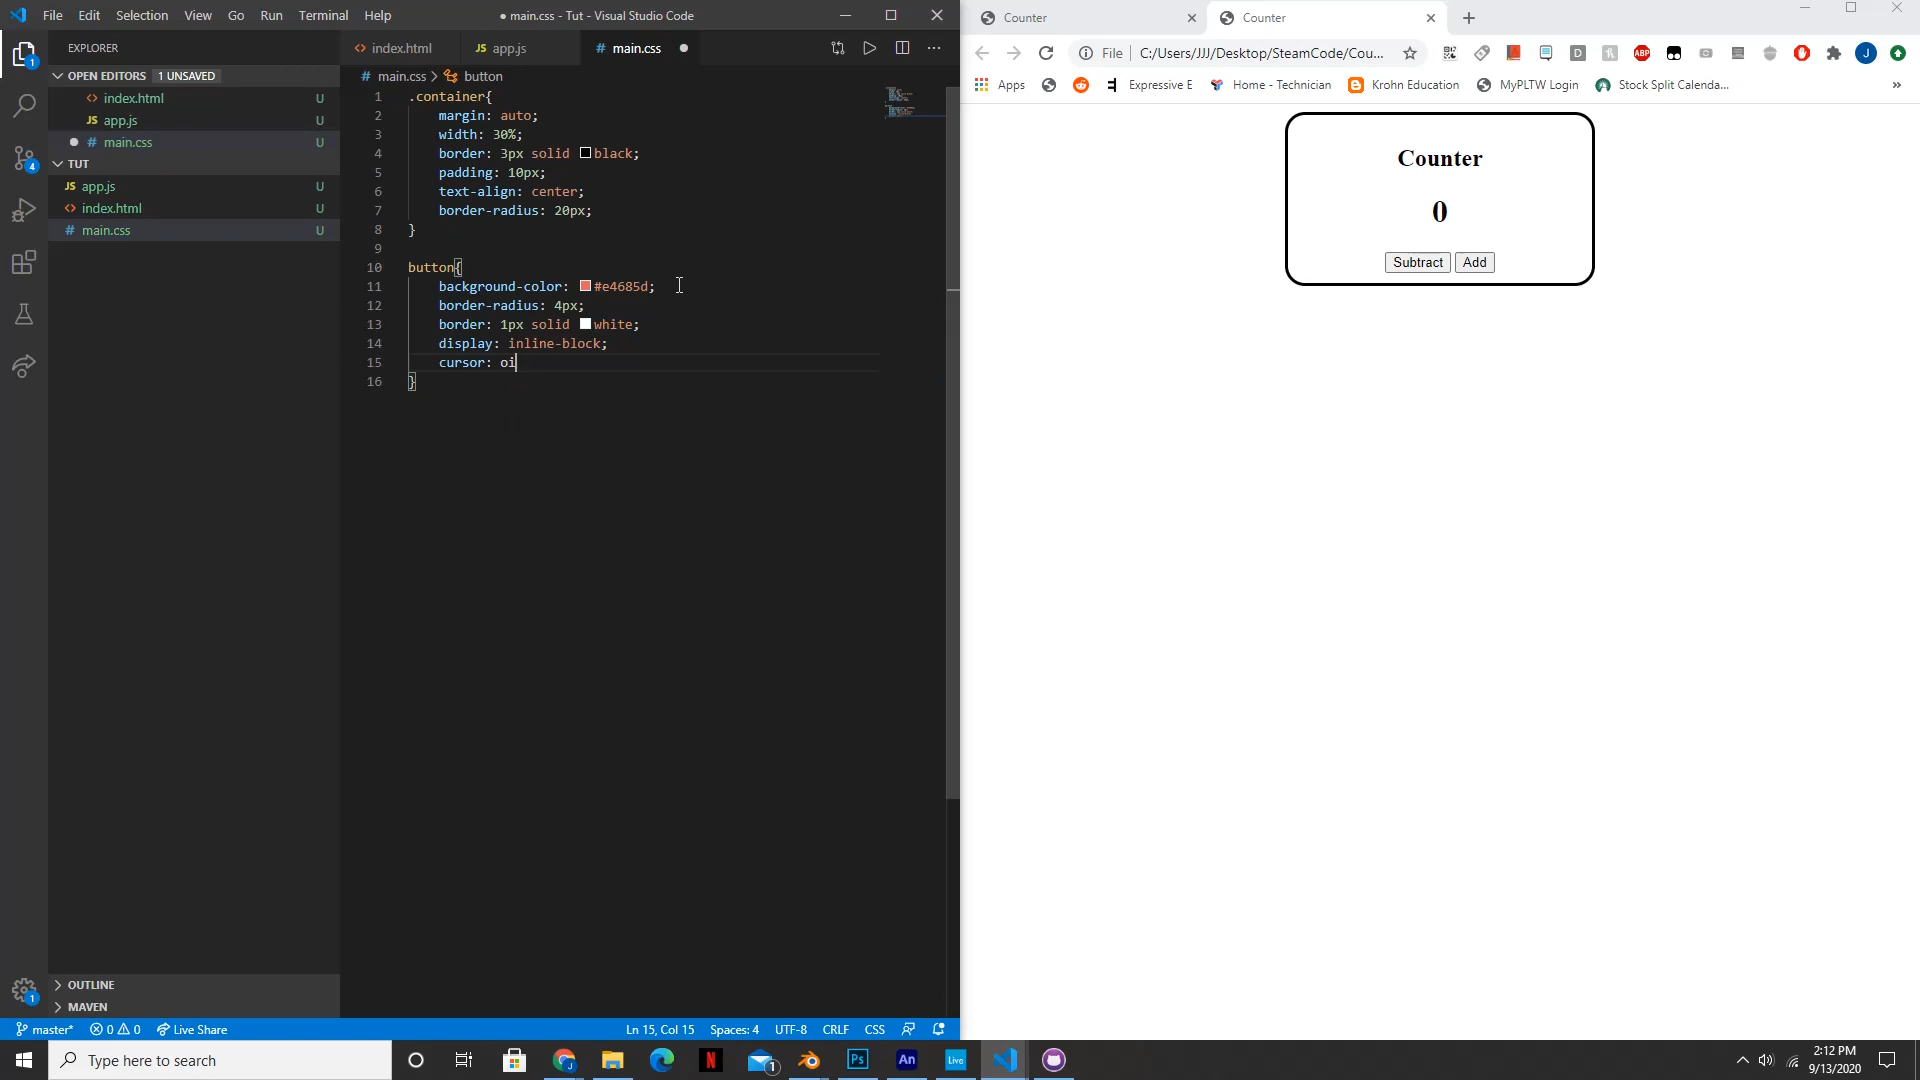 File Edit Selection View Go Run Terminal Help
● main.css - Tut - Visual Studio Code
EXPLORER
OPEN EDITORS 1 UNSAVED
<> index.html U
JS app.js U
● # main.css U
TUT
JS app.js U
<> index.html U
# main.css U
OUTLINE
MAVEN
<> index.html
JS app.js
# main.css ●
# main.css > button
1 .container{
2 margin: auto;
3 width: 30%;
4 border: 3px solid black;
5 padding: 10px;
6 text-align: center;
7 border-radius: 20px;
8 }
9
10 button{
11 background-color: #e4685d;
12 border-radius: 4px;
13 border: 1px solid white;
14 display: inline-block;
15 cursor: oi
16 }
master* 0 0 Live Share
Ln 15, Col 15 Spaces: 4 UTF-8 CRLF CSS
Counter
Counter
File C:/Users/JJJ/Desktop/SteamCode/Cou...
ABP
J
Apps
Expressive E
Home - Technician
Krohn Education
MyPLTW Login
Stock Split Calenda...
Counter
0
Subtract Add
Type here to search
Ps
An
Live
2:12 PM
9/13/2020